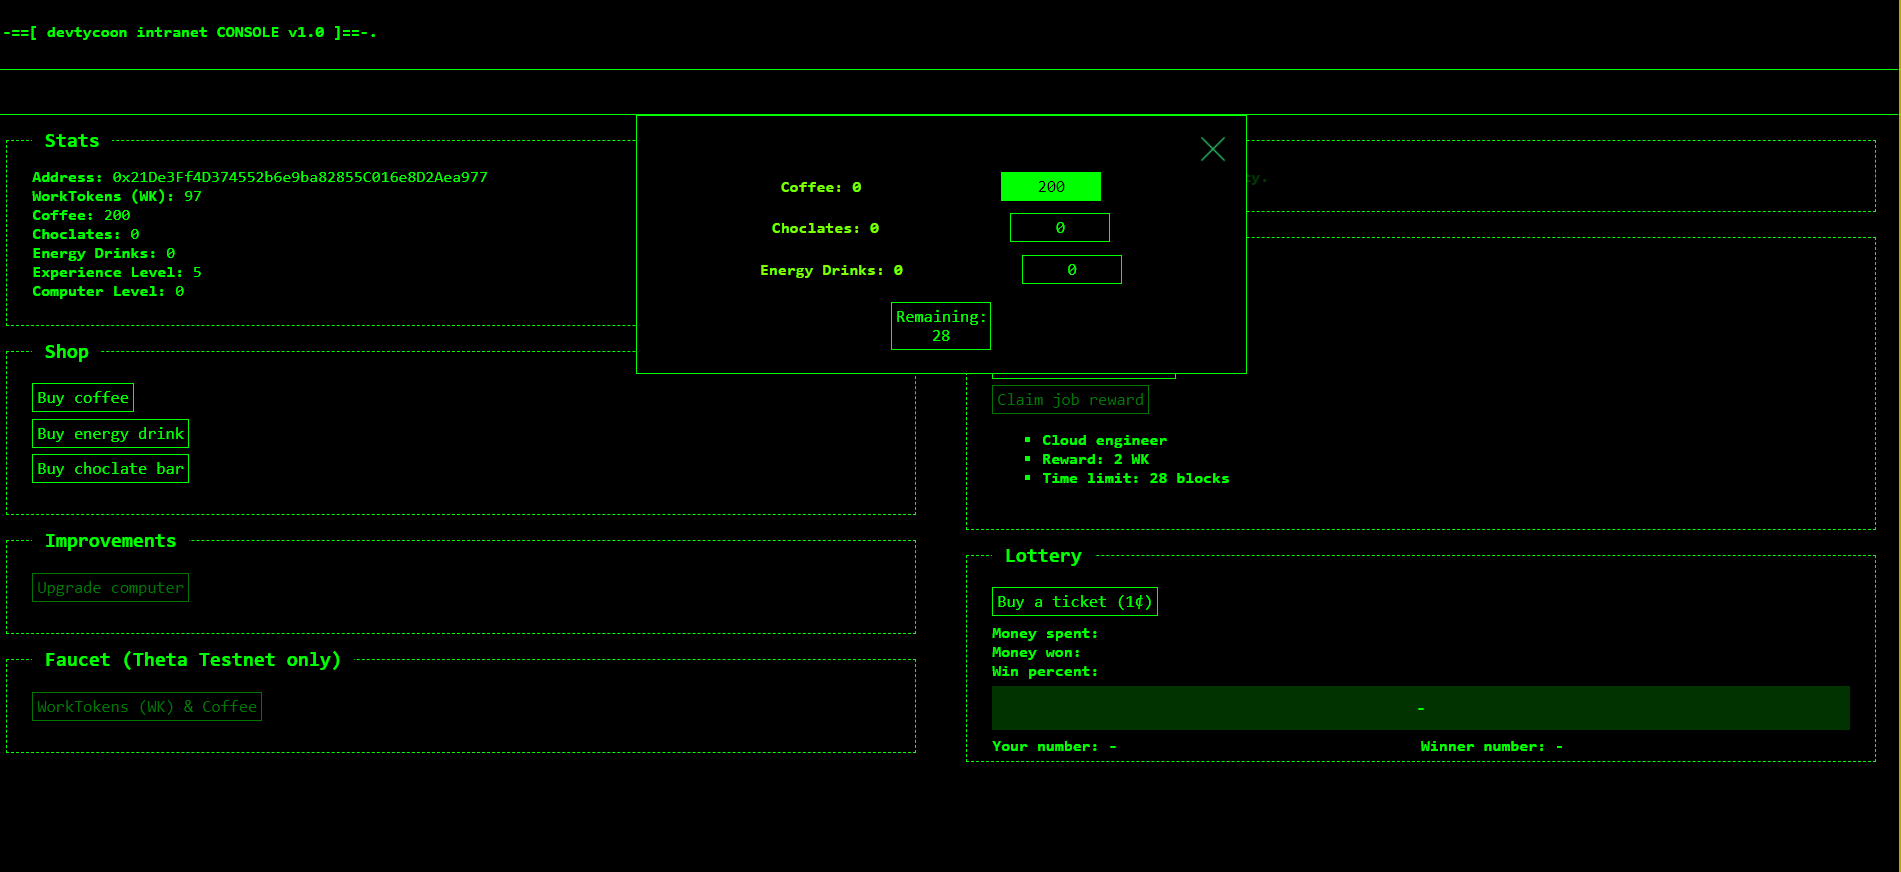 -==[ devtycoon intranet CONSOLE v1.0 ]==-.
Stats
Address: 0x21De3Ff4D374552b6e9ba82855C016e8D2Aea977
WorkTokens (WK): 97
Coffee: 200
Choclates: 0
Energy Drinks: 0
Experience Level: 5
Computer Level: 0
Shop
Buy coffee
Buy energy drink
Buy choclate bar
Improvements
Upgrade computer
Faucet (Theta Testnet only)
WorkTokens (WK) & Coffee
Coffee: 0 200
Choclates: 0 0
Energy Drinks: 0 0
Remaining:
28
Claim job reward
Cloud engineer
Reward: 2 WK
Time limit: 28 blocks
Lottery
Buy a ticket (1¢)
Money spent:
Money won:
Win percent:
-
Your number: - Winner number: -